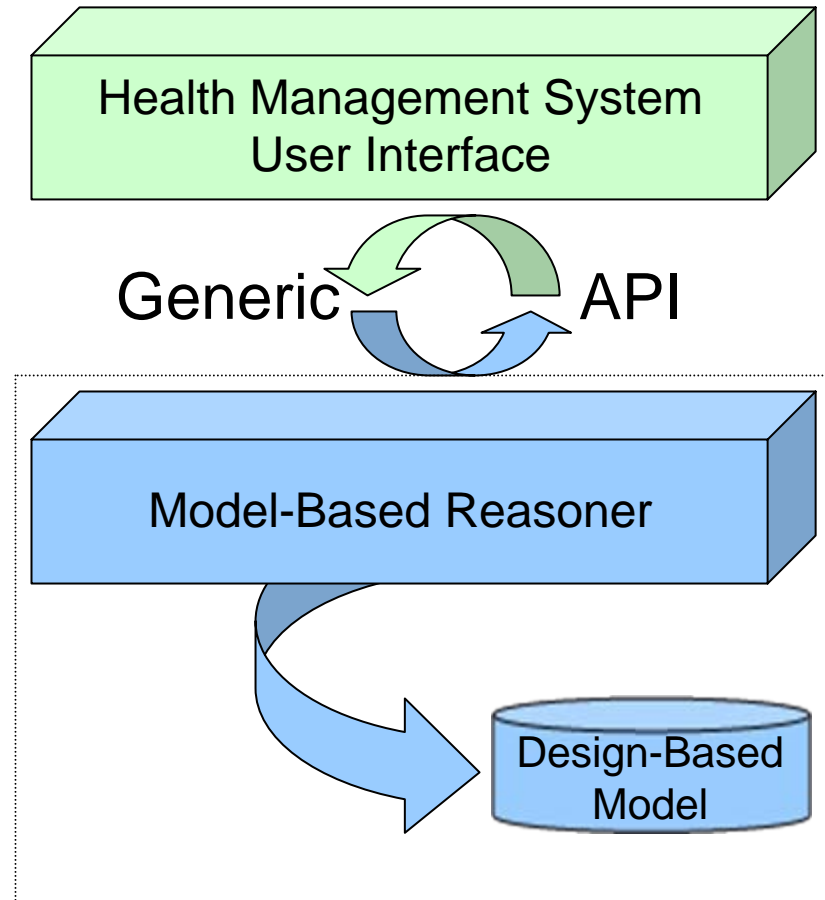 Health Management System
User Interface
Generic API
Model-Based Reasoner
Design-Based
Model